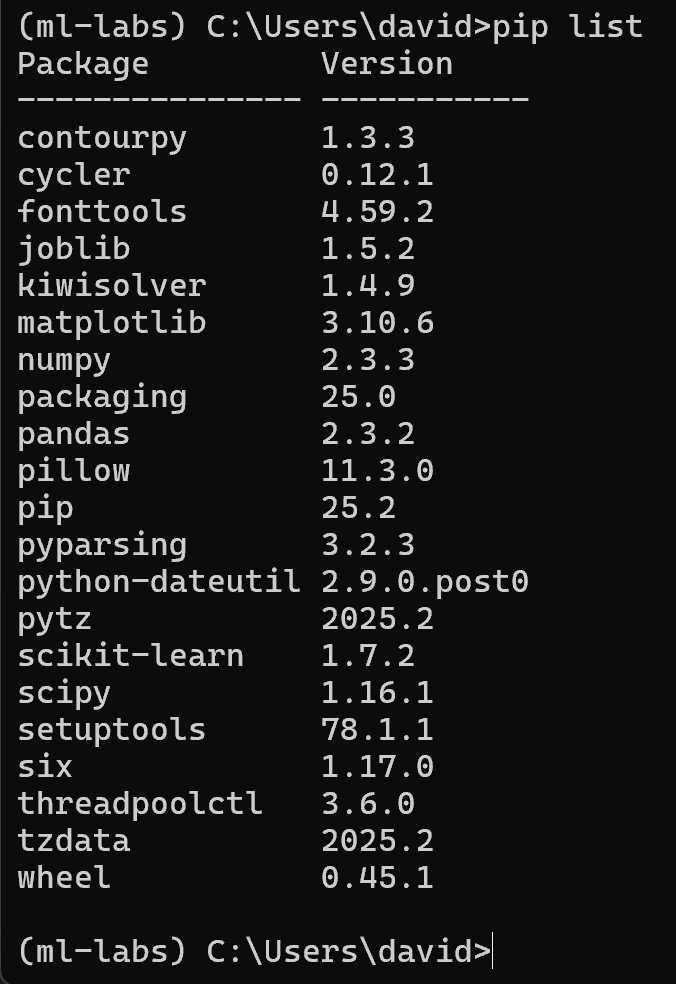 (ml-labs) C:\Users\david>pip list
Package         Version
--------------- -----------
contourpy       1.3.3
cycler          0.12.1
fonttools       4.59.2
joblib          1.5.2
kiwisolver      1.4.9
matplotlib      3.10.6
numpy           2.3.3
packaging       25.0
pandas          2.3.2
pillow          11.3.0
pip             25.2
pyparsing       3.2.3
python-dateutil 2.9.0.post0
pytz            2025.2
scikit-learn    1.7.2
scipy           1.16.1
setuptools      78.1.1
six             1.17.0
threadpoolctl   3.6.0
tzdata          2025.2
wheel           0.45.1
(ml-labs) C:\Users\david>